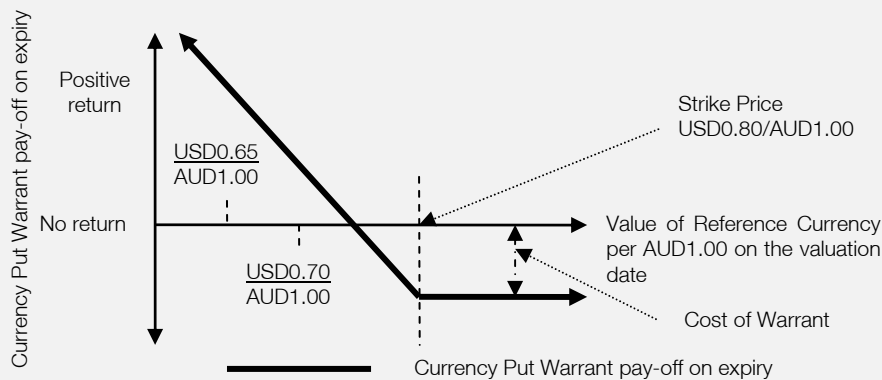 Currency Put Warrant pay-off on expiry
Positive
return
Strike Price
USD0.80/AUD1.00
USD0.65
AUD1.00
No return
Value of Reference Currency
per AUD1.00 on the valuation
date
USD0.70
AUD1.00
Cost of Warrant
Currency Put Warrant pay-off on expiry